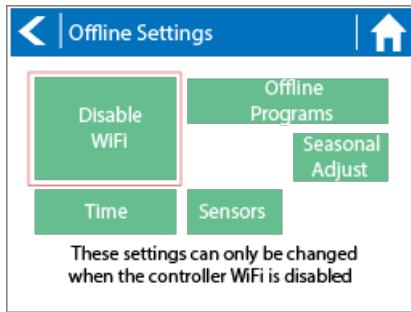 Offline Settings
Disable
WiFi
Offline
Programs
Seasonal
Adjust
Time
Sensors
These settings can only be changed
when the controller WiFi is disabled